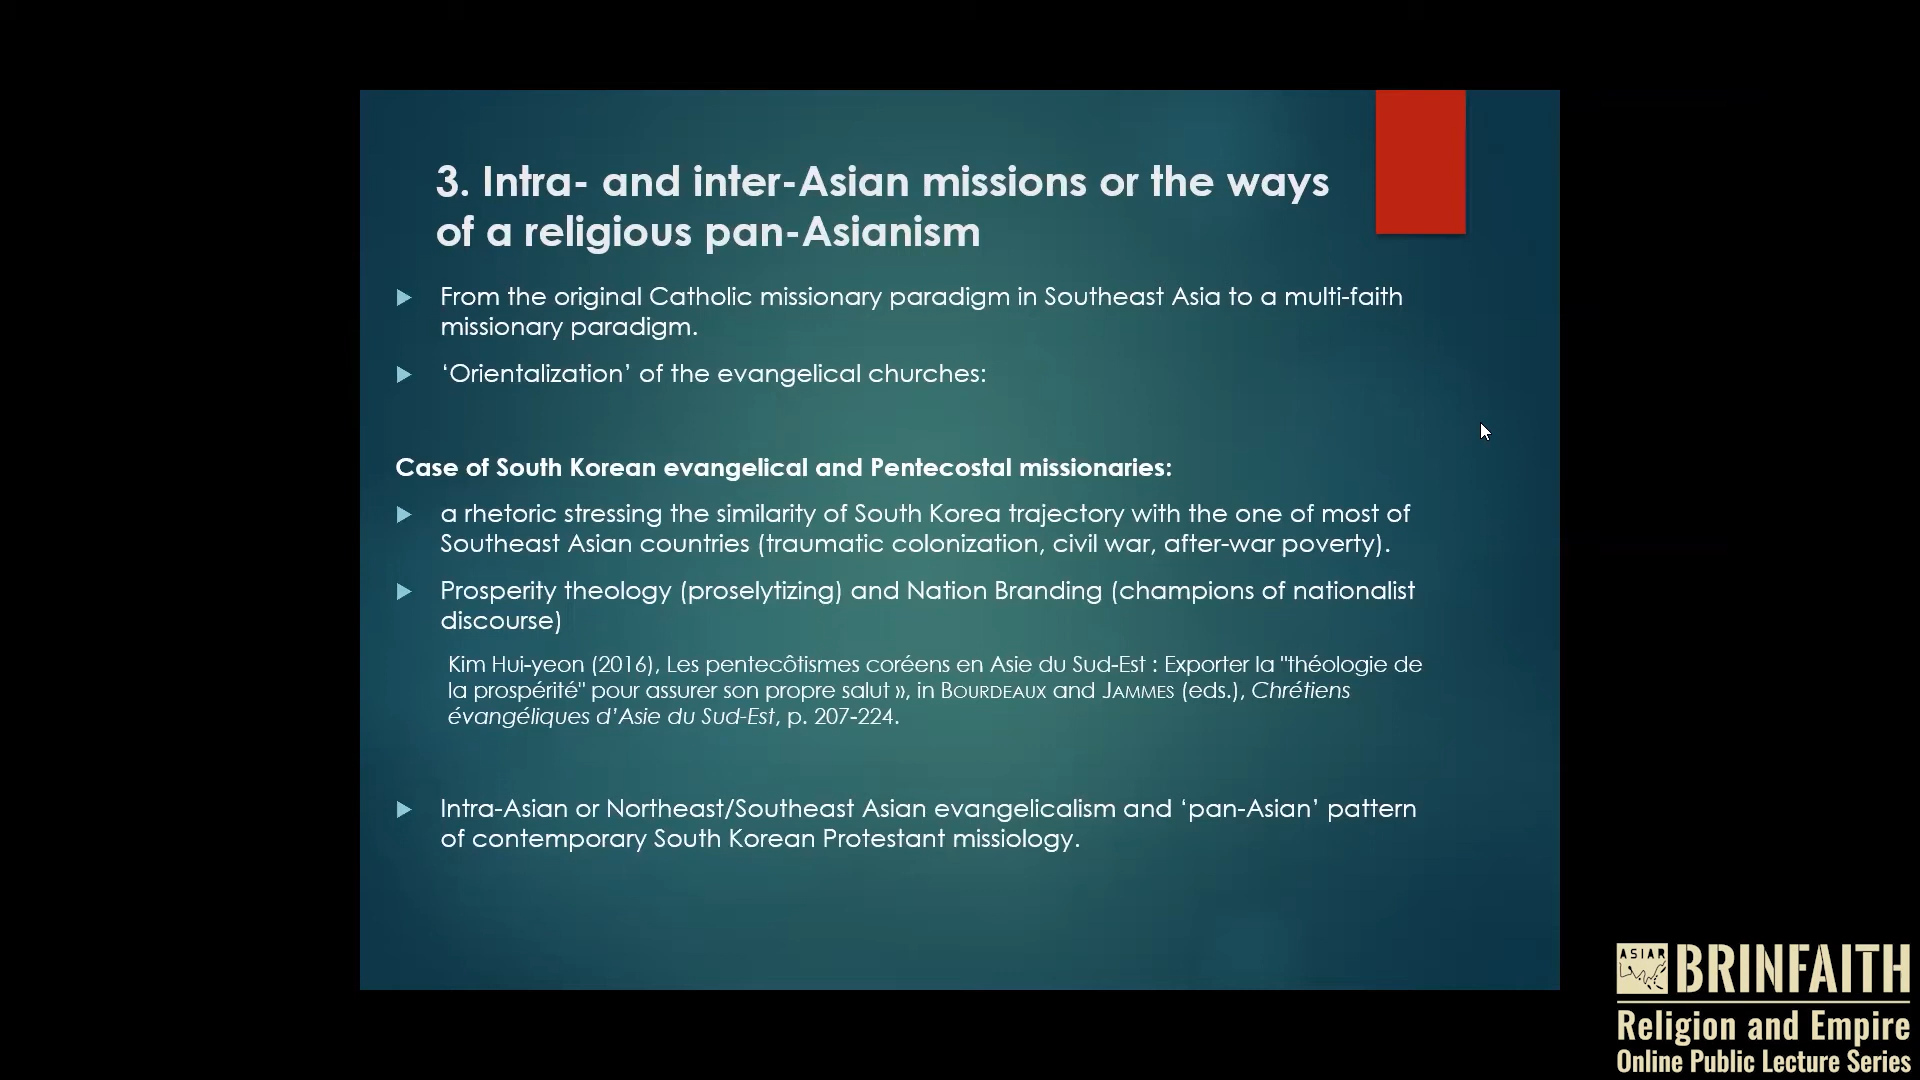 3. Intra- and inter-Asian missions or the ways
of a religious pan-Asianism
From the original Catholic missionary paradigm in Southeast Asia to a multi-faith
missionary paradigm.
‘Orientalization’ of the evangelical churches:
Case of South Korean evangelical and Pentecostal missionaries:
a rhetoric stressing the similarity of South Korea trajectory with the one of most of
Southeast Asian countries (traumatic colonization, civil war, after-war poverty).
Prosperity theology (proselytizing) and Nation Branding (champions of nationalist
discourse)
Kim Hui-yeon (2016), Les pentecôtismes coréens en Asie du Sud-Est : Exporter la "théologie de
la prospérité" pour assurer son propre salut », in BOURDEAUX and JAMMES (eds.), Chrétiens
évangéliques d’Asie du Sud-Est, p. 207-224.
Intra-Asian or Northeast/Southeast Asian evangelicalism and ‘pan-Asian’ pattern
of contemporary South Korean Protestant missiology.
ASIAR
BRINFAITH
Religion and Empire
Online Public Lecture Series